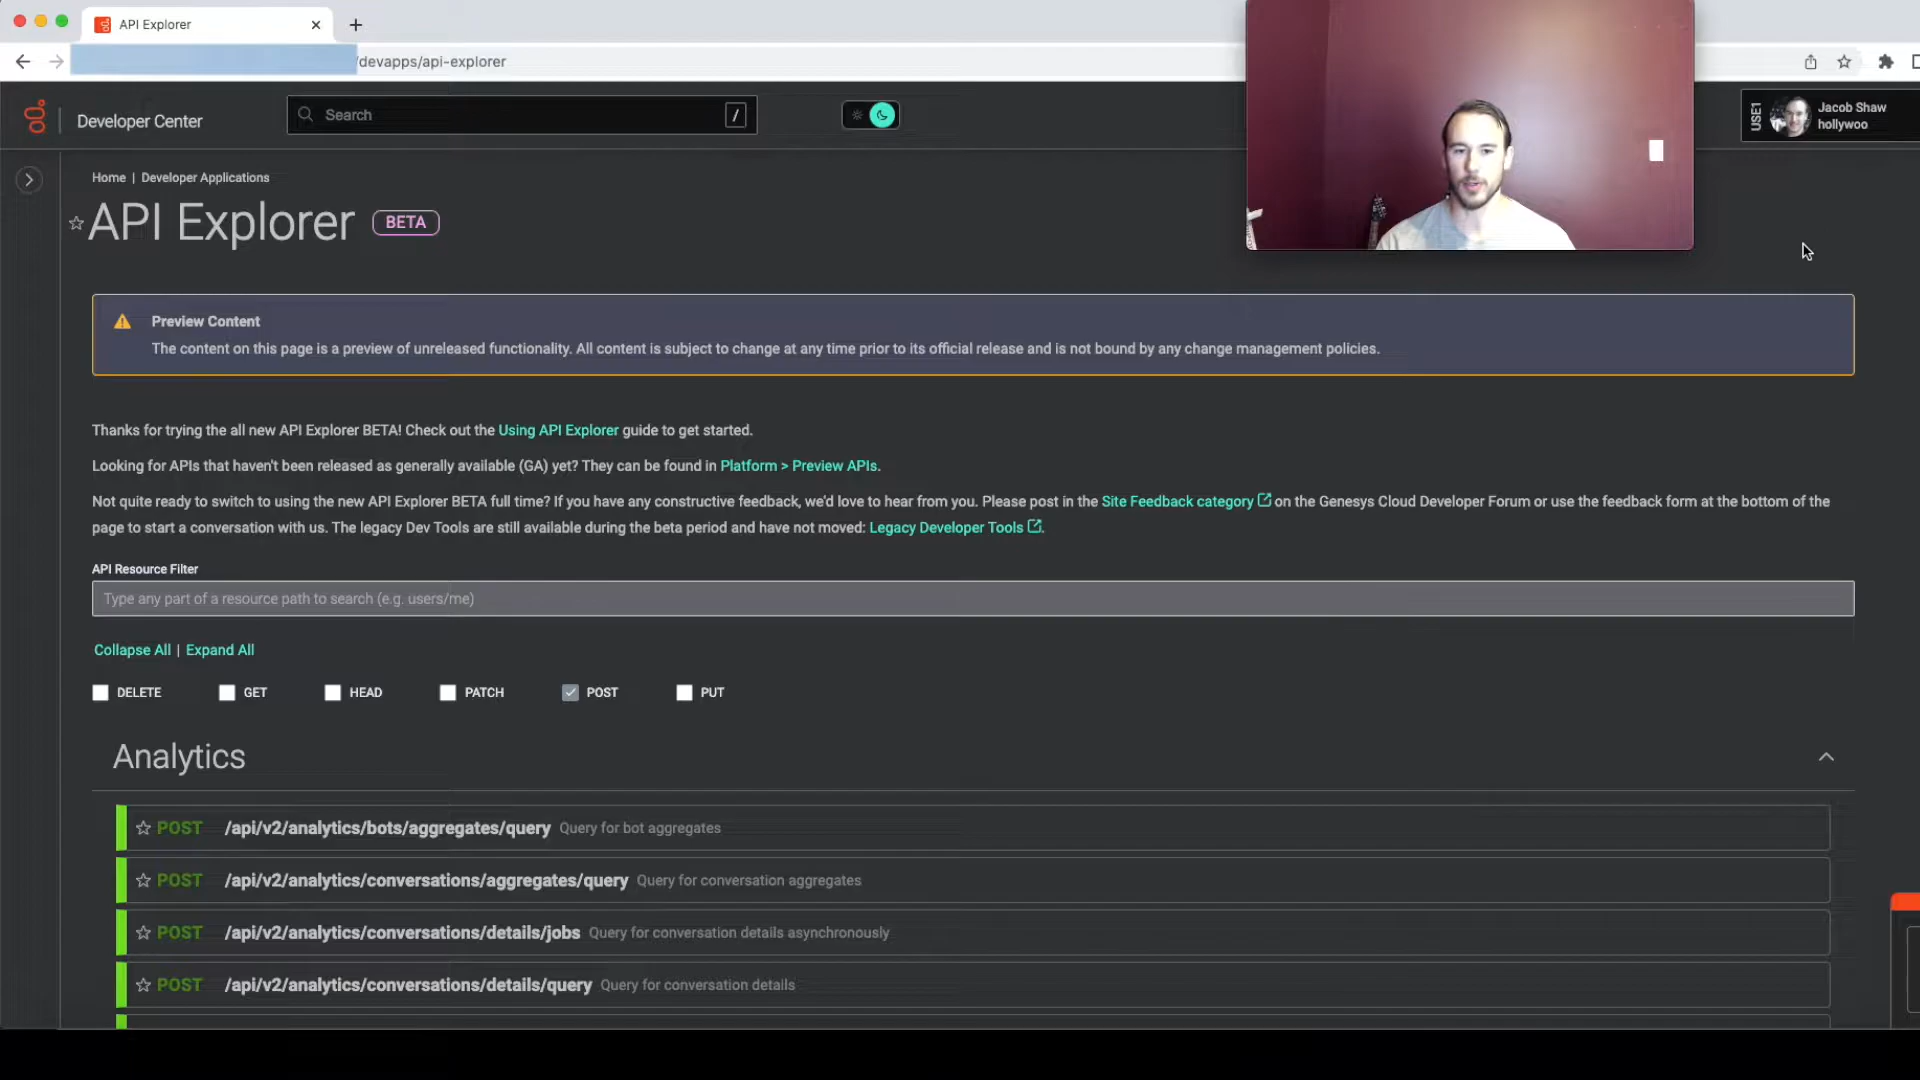 API Explorer
/devapps/api-explorer
Developer Center
Search
/
USE1
Jacob Shaw
hollywoo
Home | Developer Applications
API Explorer BETA
Preview Content
The content on this page is a preview of unreleased functionality. All content is subject to change at any time prior to its official release and is not bound by any change management policies.
Thanks for trying the all new API Explorer BETA! Check out the Using API Explorer guide to get started.
Looking for APIs that haven't been released as generally available (GA) yet? They can be found in Platform > Preview APIs.
Not quite ready to switch to using the new API Explorer BETA full time? If you have any constructive feedback, we'd love to hear from you. Please post in the Site Feedback category on the Genesys Cloud Developer Forum or use the feedback form at the bottom of the
page to start a conversation with us. The legacy Dev Tools are still available during the beta period and have not moved: Legacy Developer Tools.
API Resource Filter
Type any part of a resource path to search (e.g. users/me)
Collapse All | Expand All
DELETE GET HEAD PATCH POST PUT
Analytics
POST /api/v2/analytics/bots/aggregates/query Query for bot aggregates
POST /api/v2/analytics/conversations/aggregates/query Query for conversation aggregates
POST /api/v2/analytics/conversations/details/jobs Query for conversation details asynchronously
POST /api/v2/analytics/conversations/details/query Query for conversation details